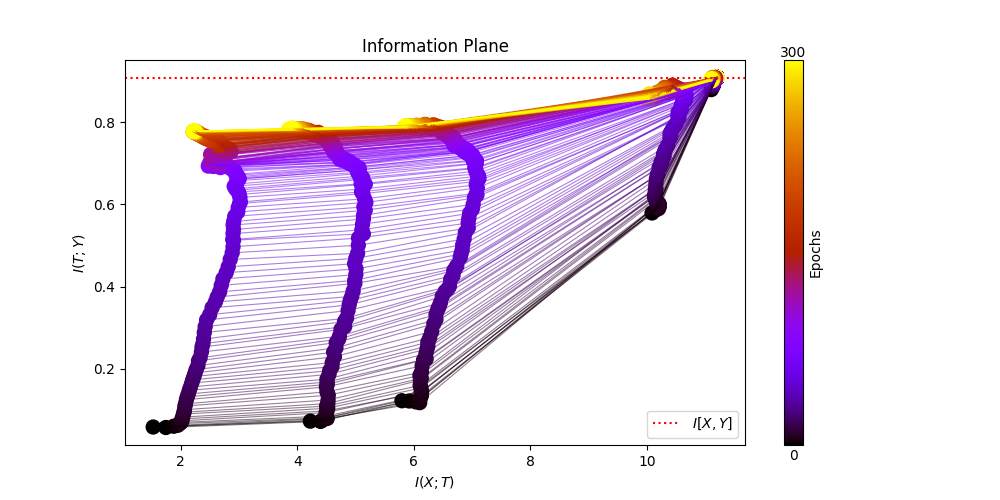 Information Plane
300
0.8
0.6
0.4
0.2
I(T; Y)
Epochs
I[X, Y]
0
2 4 6 8 10
I(X; T)